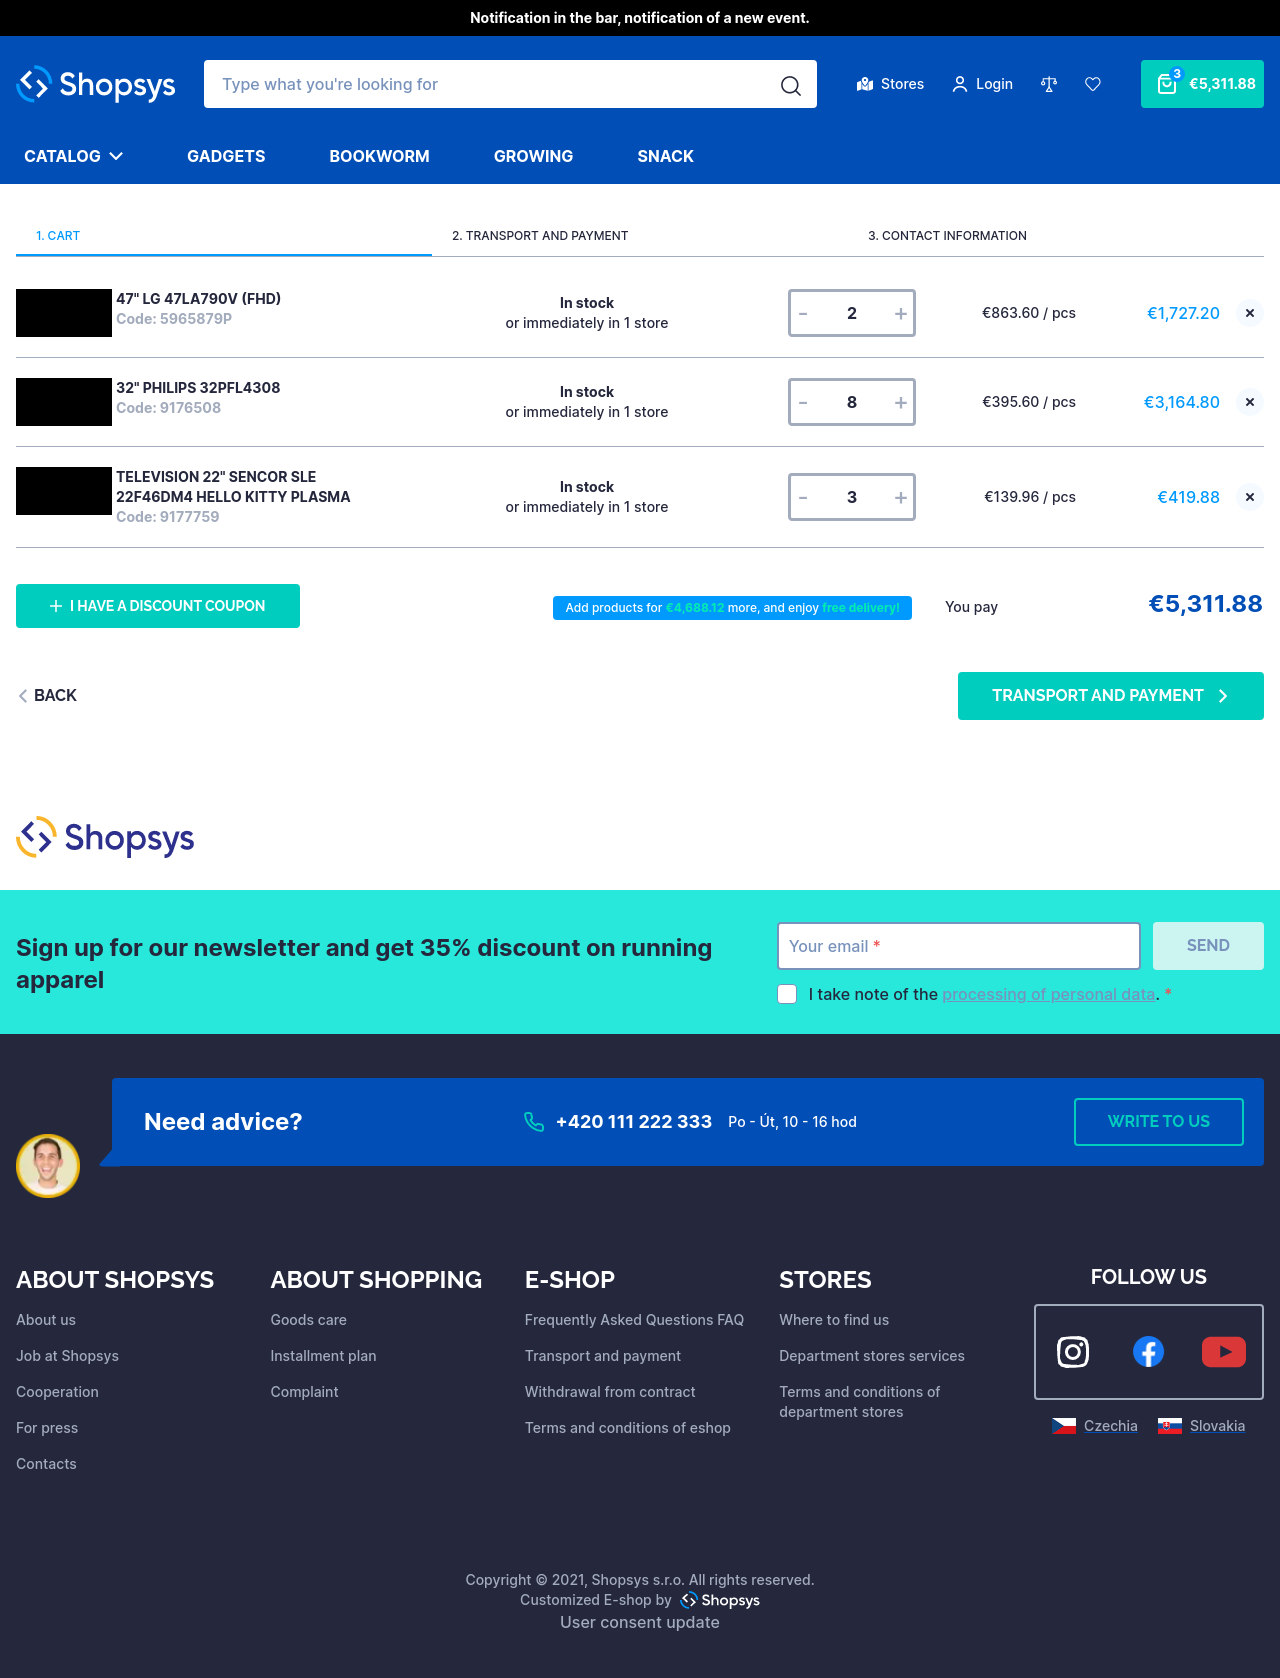 Notification in the bar, notification of a new event.
Shopsys
Type what you're looking for
Stores
Login
3
€5,311.88
CATALOG
GADGETS
BOOKWORM
GROWING
SNACK
1. CART
2. TRANSPORT AND PAYMENT
3. CONTACT INFORMATION
47" LG 47LA790V (FHD)
Code: 5965879P
In stock
or immediately in 1 store
- 2 +
€863.60 / pcs
€1,727.20
32" PHILIPS 32PFL4308
Code: 9176508
In stock
or immediately in 1 store
- 8 +
€395.60 / pcs
€3,164.80
TELEVISION 22" SENCOR SLE
22F46DM4 HELLO KITTY PLASMA
Code: 9177759
In stock
or immediately in 1 store
- 3 +
€139.96 / pcs
€419.88
I HAVE A DISCOUNT COUPON
Add products for €4,688.12 more, and enjoy free delivery!
You pay
€5,311.88
BACK
TRANSPORT AND PAYMENT
Shopsys
Sign up for our newsletter and get 35% discount on running
apparel
Your email *
SEND
I take note of the processing of personal data. *
Need advice?
+420 111 222 333
Po - Út, 10 - 16 hod
WRITE TO US
ABOUT SHOPSYS
About us
Job at Shopsys
Cooperation
For press
Contacts
ABOUT SHOPPING
Goods care
Installment plan
Complaint
E-SHOP
Frequently Asked Questions FAQ
Transport and payment
Withdrawal from contract
Terms and conditions of eshop
STORES
Where to find us
Department stores services
Terms and conditions of
department stores
FOLLOW US
Czechia
Slovakia
Copyright © 2021, Shopsys s.r.o. All rights reserved.
Customized E-shop by Shopsys
User consent update